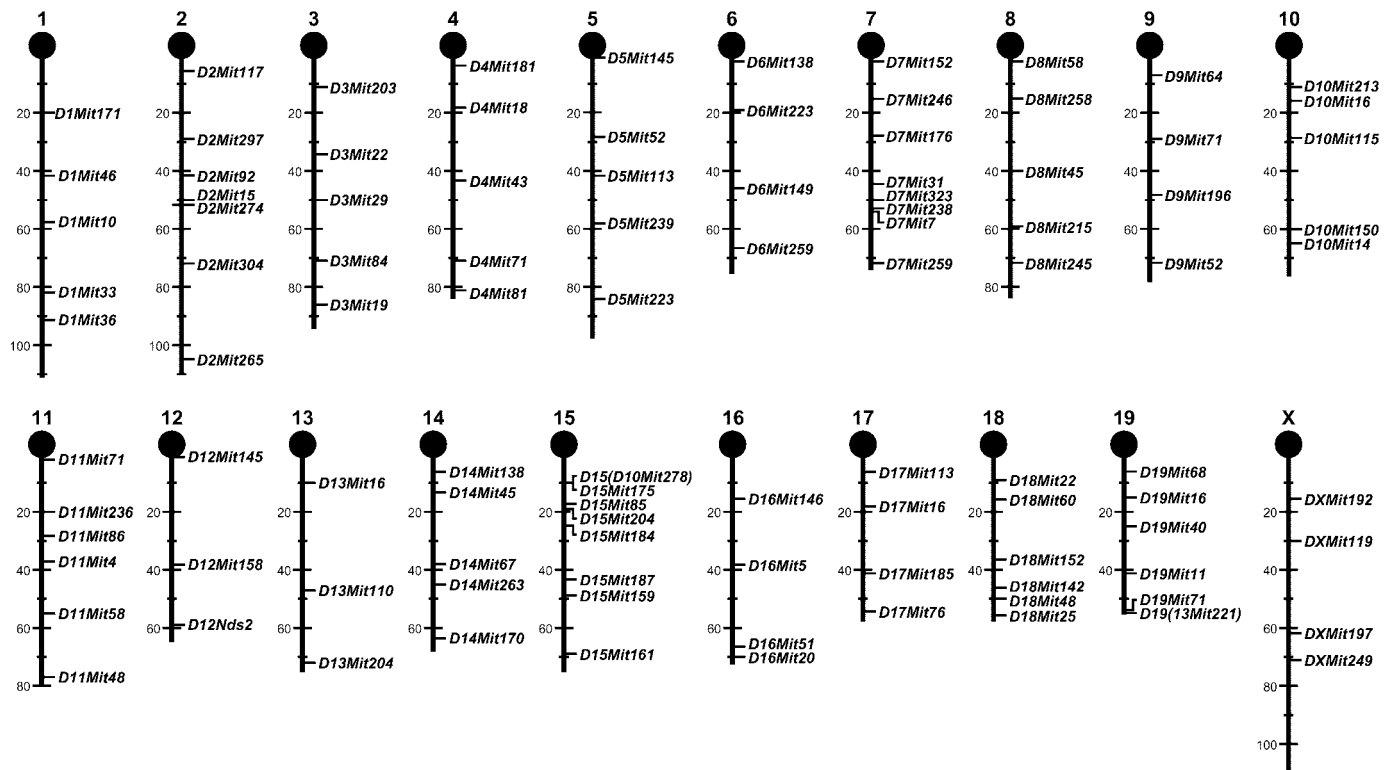 1
20
60
80
100
D1Mit171
D1Mit46
D1Mit10
D1Mit33
D1Mit36
2
20
40
60
80
100
D2Mit117
D2Mit297
D2Mit92
D2Mit15
D2Mit274
D2Mit304
D2Mit265
3
20
40
60
80
D3Mit203
D3Mit22
D3Mit29
D3Mit84
D3Mit19
4
20
40
60
80
D4Mit181
D4Mit18
D4Mit43
D4Mit71
D4Mit81
5
20
40
60
80
D5Mit145
D5Mit52
D5Mit113
D5Mit239
D5Mit223
6
20
40
60
D6Mit138
D6Mit223
D6Mit149
D6Mit259
7
20
40
60
D7Mit152
D7Mit246
D7Mit176
D7Mit31
D7Mit323
D7Mit238
D7Mit7
D7Mit259
8
20
40
60
80
D8Mit58
D8Mit258
D8Mit45
D8Mit215
D8Mit245
9
20
40
60
D9Mit64
D9Mit71
D9Mit196
D9Mit52
10
20
40
60
D10Mit213
D10Mit16
D10Mit115
D10Mit150
D10Mit14
11
20
40
60
80
D11Mit71
D11Mit236
D11Mit86
D11Mit4
D11Mit58
D11Mit48
12
20
40
60
D12Mit145
D12Mit158
D12Nds2
13
20
40
60
D13Mit16
D13Mit110
D13Mit204
14
20
40
60
D14Mit138
D14Mit45
D14Mit67
D14Mit263
D14Mit170
15
20
40
60
D15(D10Mit278)
D15Mit175
D15Mit85
D15Mit204
D15Mit184
D15Mit187
D15Mit159
D15Mit161
16
20
40
60
D16Mit146
D16Mit5
D16Mit51
D16Mit20
17
20
40
D17Mit113
D17Mit16
D17Mit185
D17Mit76
18
20
40
D18Mit22
D18Mit60
D18Mit152
D18Mit142
D18Mit48
D18Mit25
19
20
40
D19Mit68
D19Mit16
D19Mit40
D19Mit11
D19Mit71
D19(13Mit221)
X
20
40
60
80
100
DXMit192
DXMit119
DXMit197
DXMit249